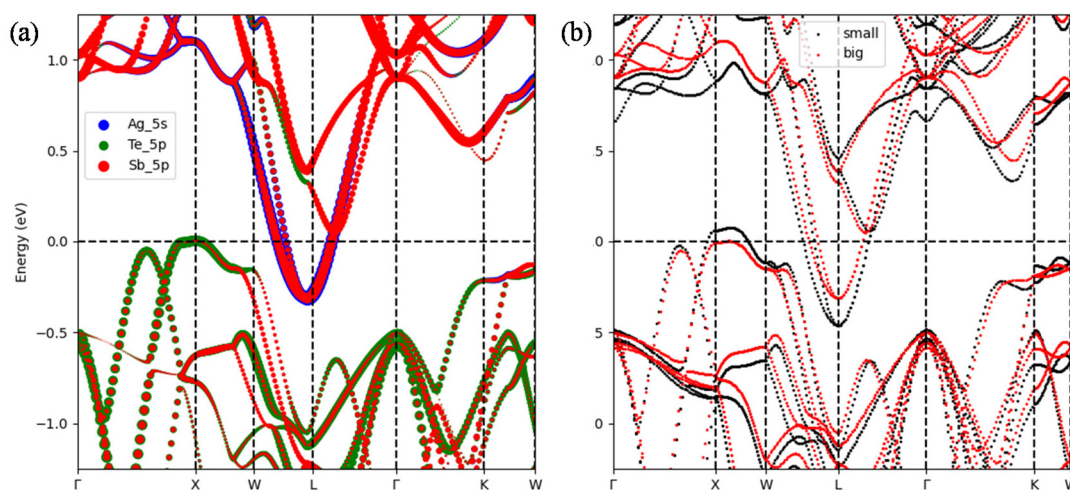 (a)
Energy (eV)
1.0
0.5
0.0
−0.5
−1.0
Ag_5s
Te_5p
Sb_5p
Γ X W L Γ K W
(b)
0
5
0
5
0
small
big
Γ X W L Γ K W